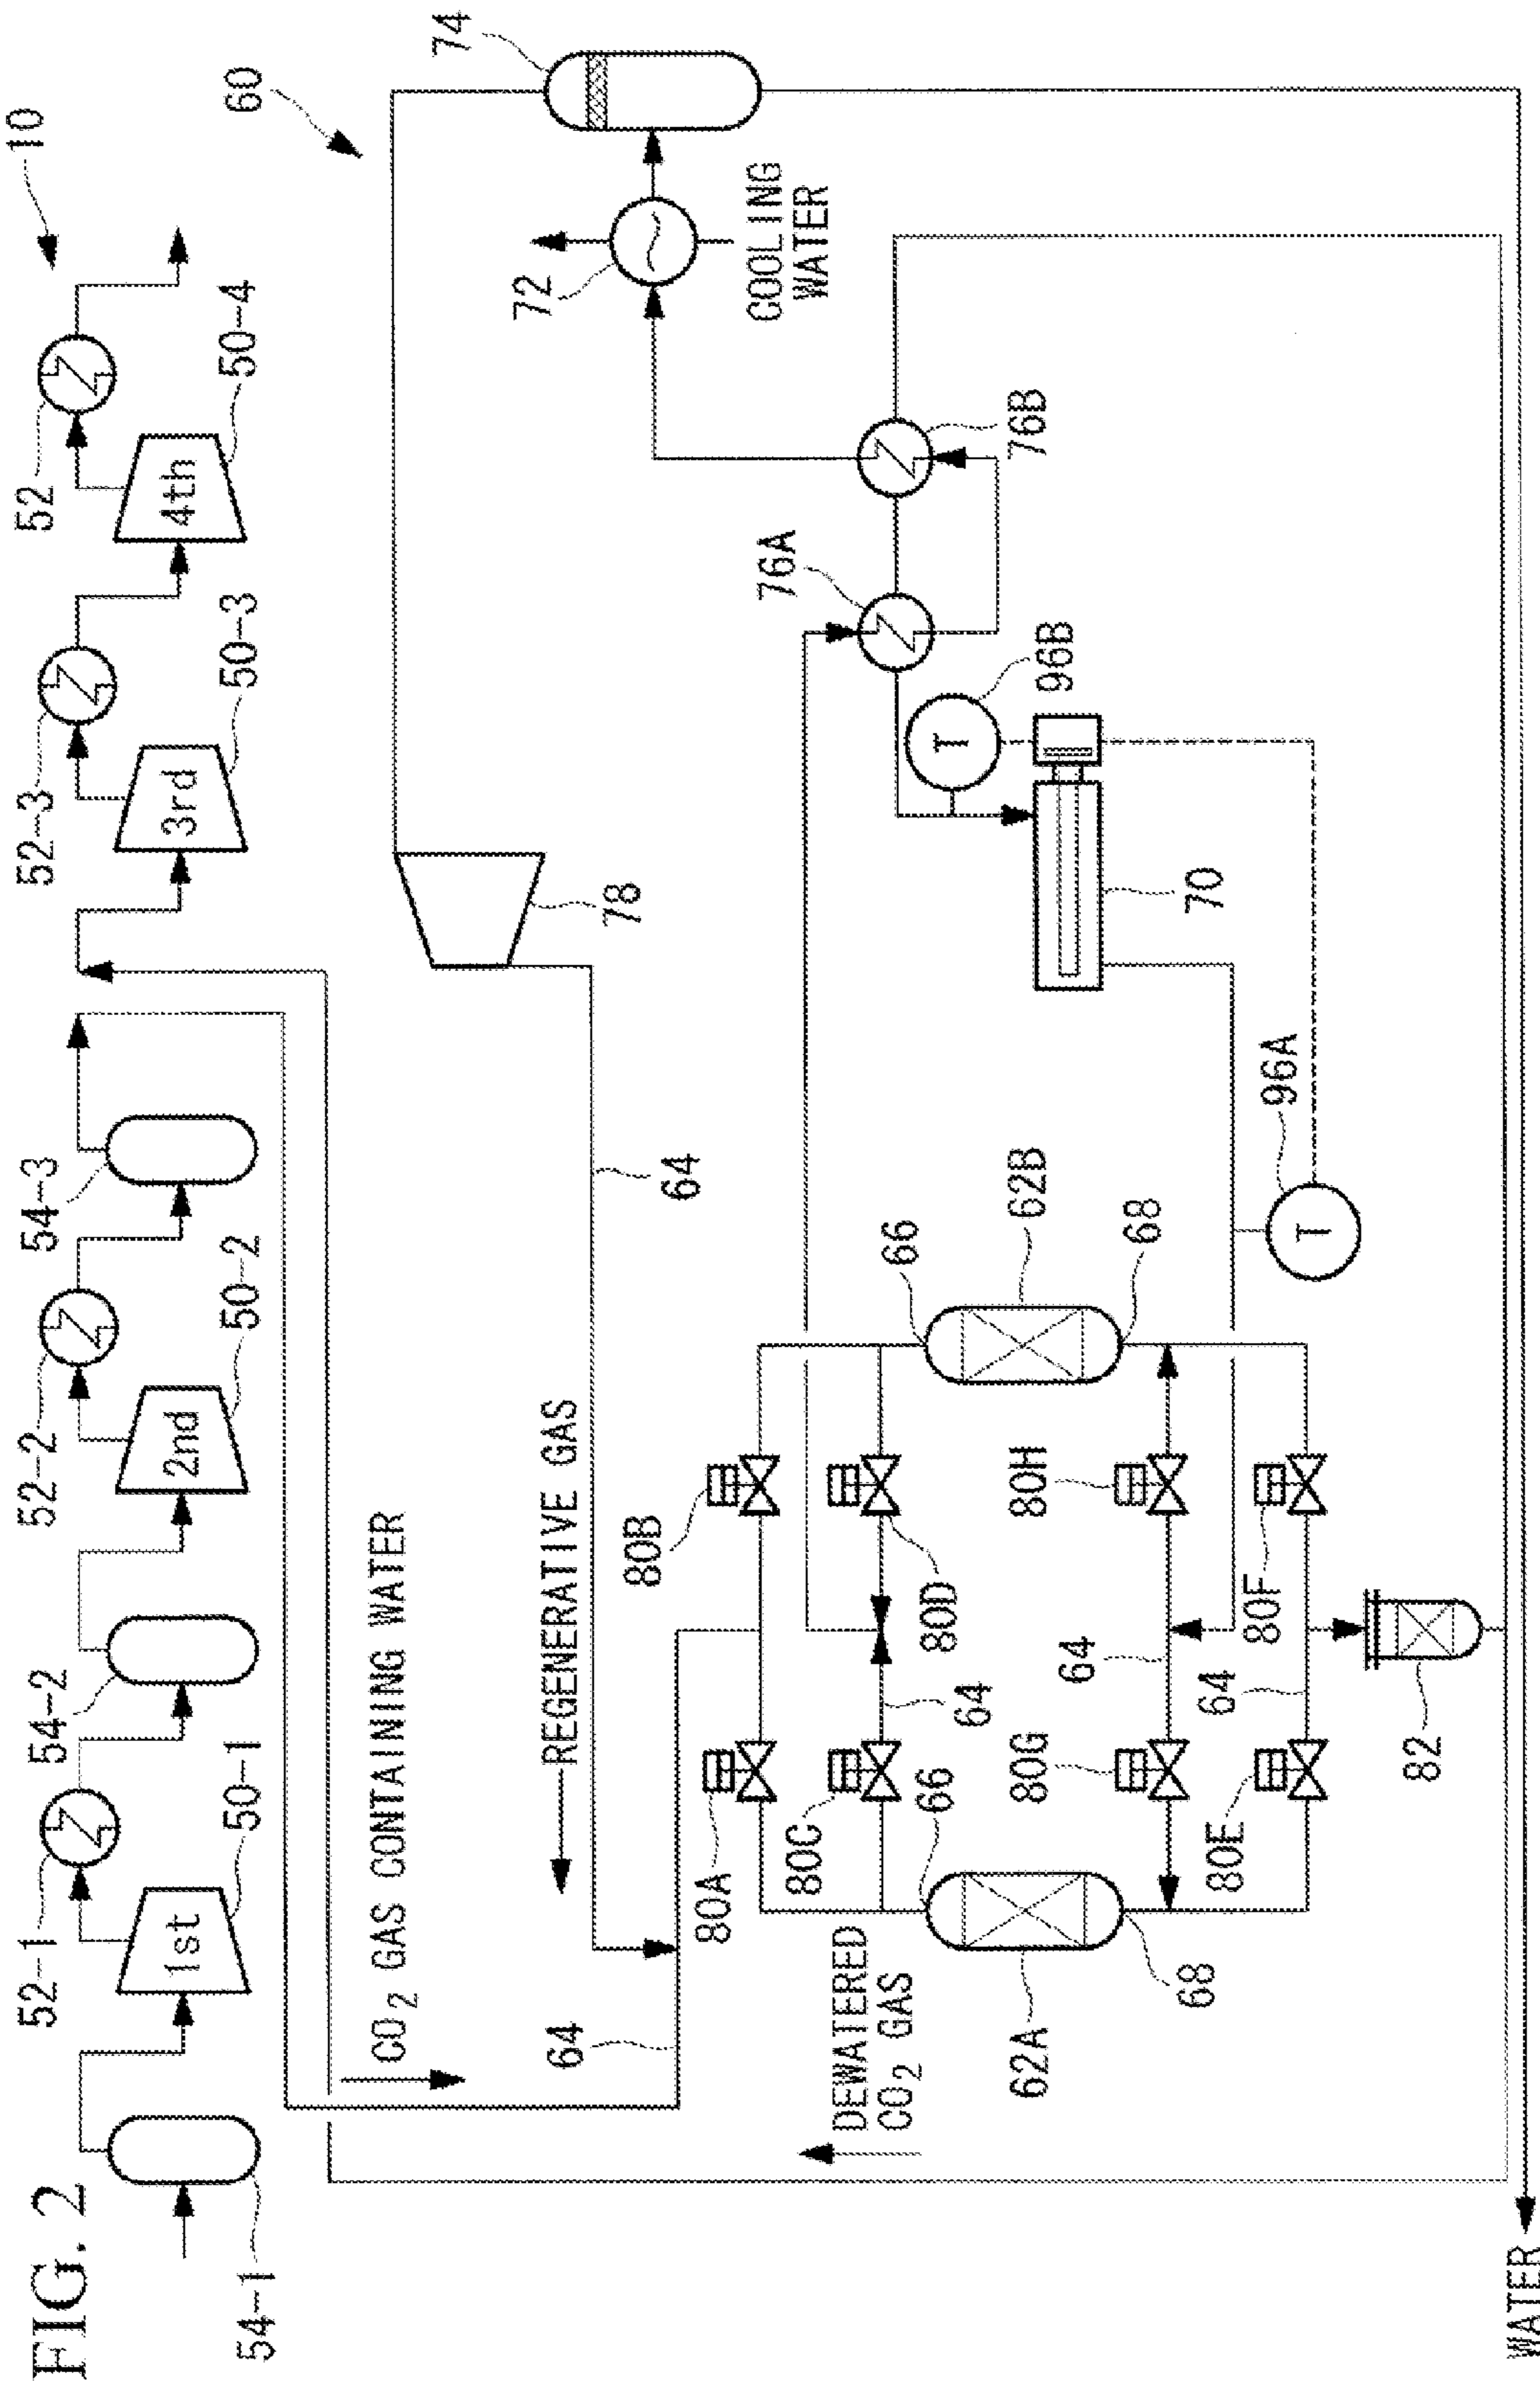 FIG. 2
10
54-1
1st
50-1
52-1
54-2
2nd
50-2
52-2
54-3
3rd
50-3
52-3
4th
50-4
52
60
CO2 GAS CONTAINING WATER
REGENERATIVE GAS
64
64
78
74
72
COOLING
WATER
76A
76B
96B
T
70
96A
T
80A
80B
80C
80D
64
66
66
62A
62B
68
68
80G
80H
64
80E
80F
64
82
DEWATERED
CO2 GAS
WATER